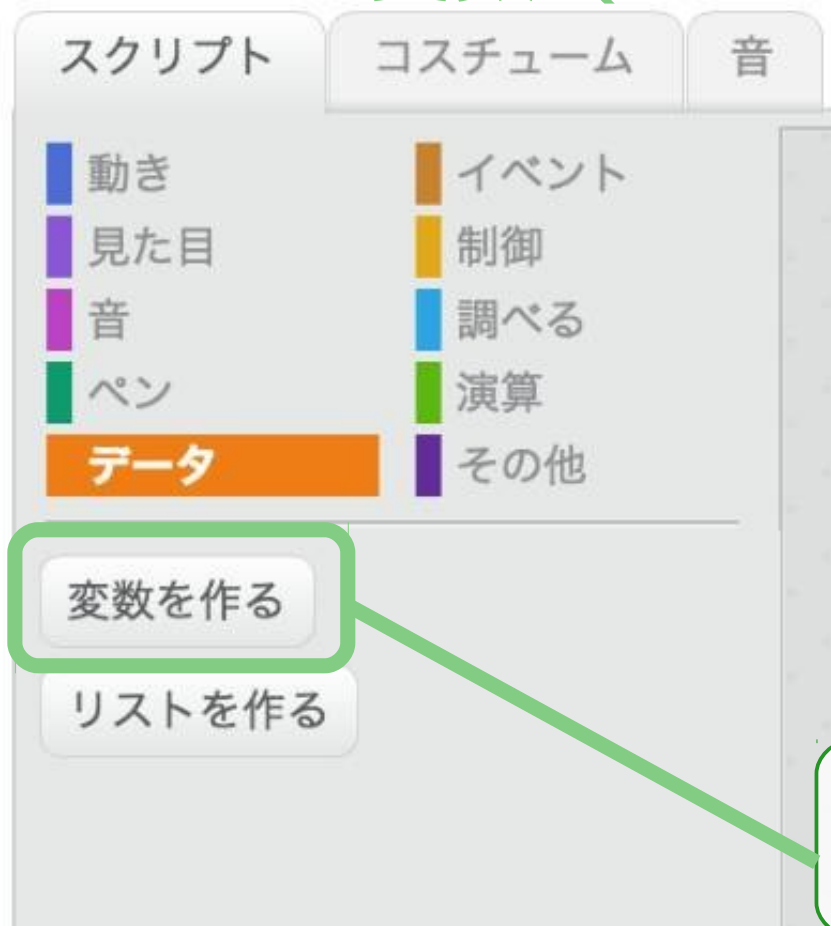 スクリプト コスチューム 音
動き イベント
見た目 制御
音 調べる
ペン 演算
データ その他
変数を作る
リストを作る